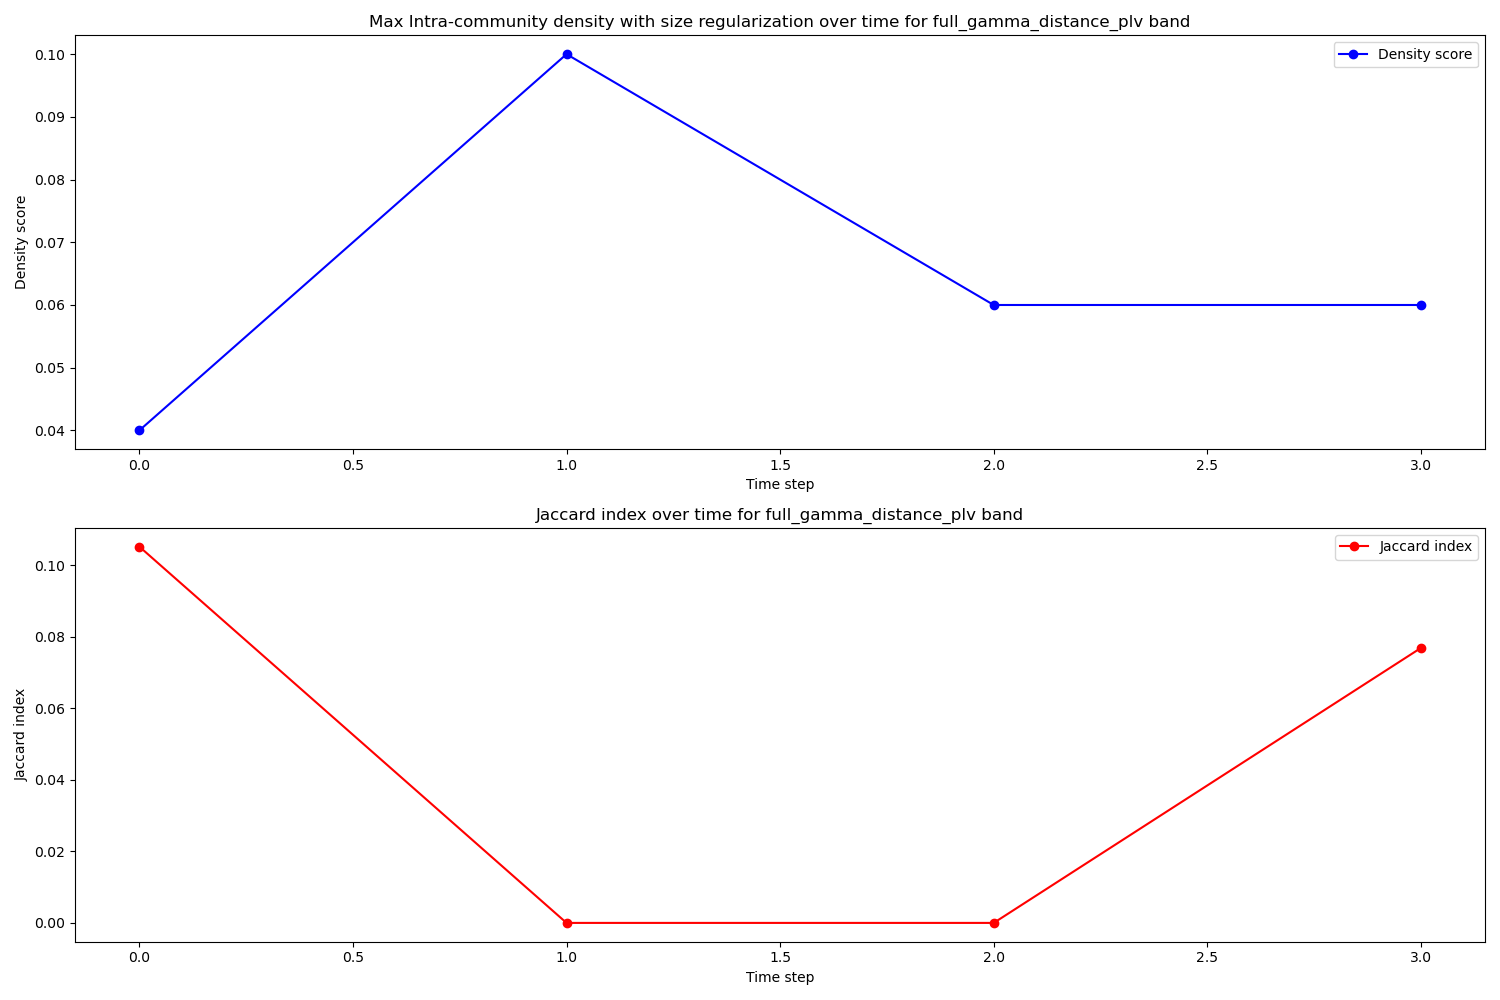 Max Intra-community density with size regularization over time for full_gamma_distance_plv band
Density score
0.10
0.09
0.08
0.07
0.06
0.05
0.04
Density score
0.0 0.5 1.0 1.5 2.0 2.5 3.0
Time step
Jaccard index over time for full_gamma_distance_plv band
Jaccard index
0.10
0.08
0.06
0.04
0.02
0.00
Jaccard index
0.0 0.5 1.0 1.5 2.0 2.5 3.0
Time step